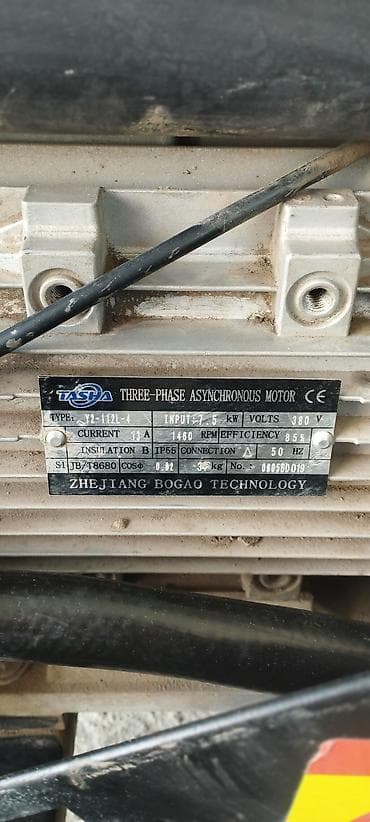 TASHA THREE-PHASE ASYNCHRONOUS MOTOR CE
TYPE: Y2-112L-4 INPUT: 7.5 kW VOLTS 380 V
CURRENT A 1460 RPM EFFICIENCY 85%
INSULATION B IP55 CONNECTION △ 50 HZ
S1 JB/T8680 COSΦ kg No.:
ZHEJIANG BOGAO TECHNOLOGY